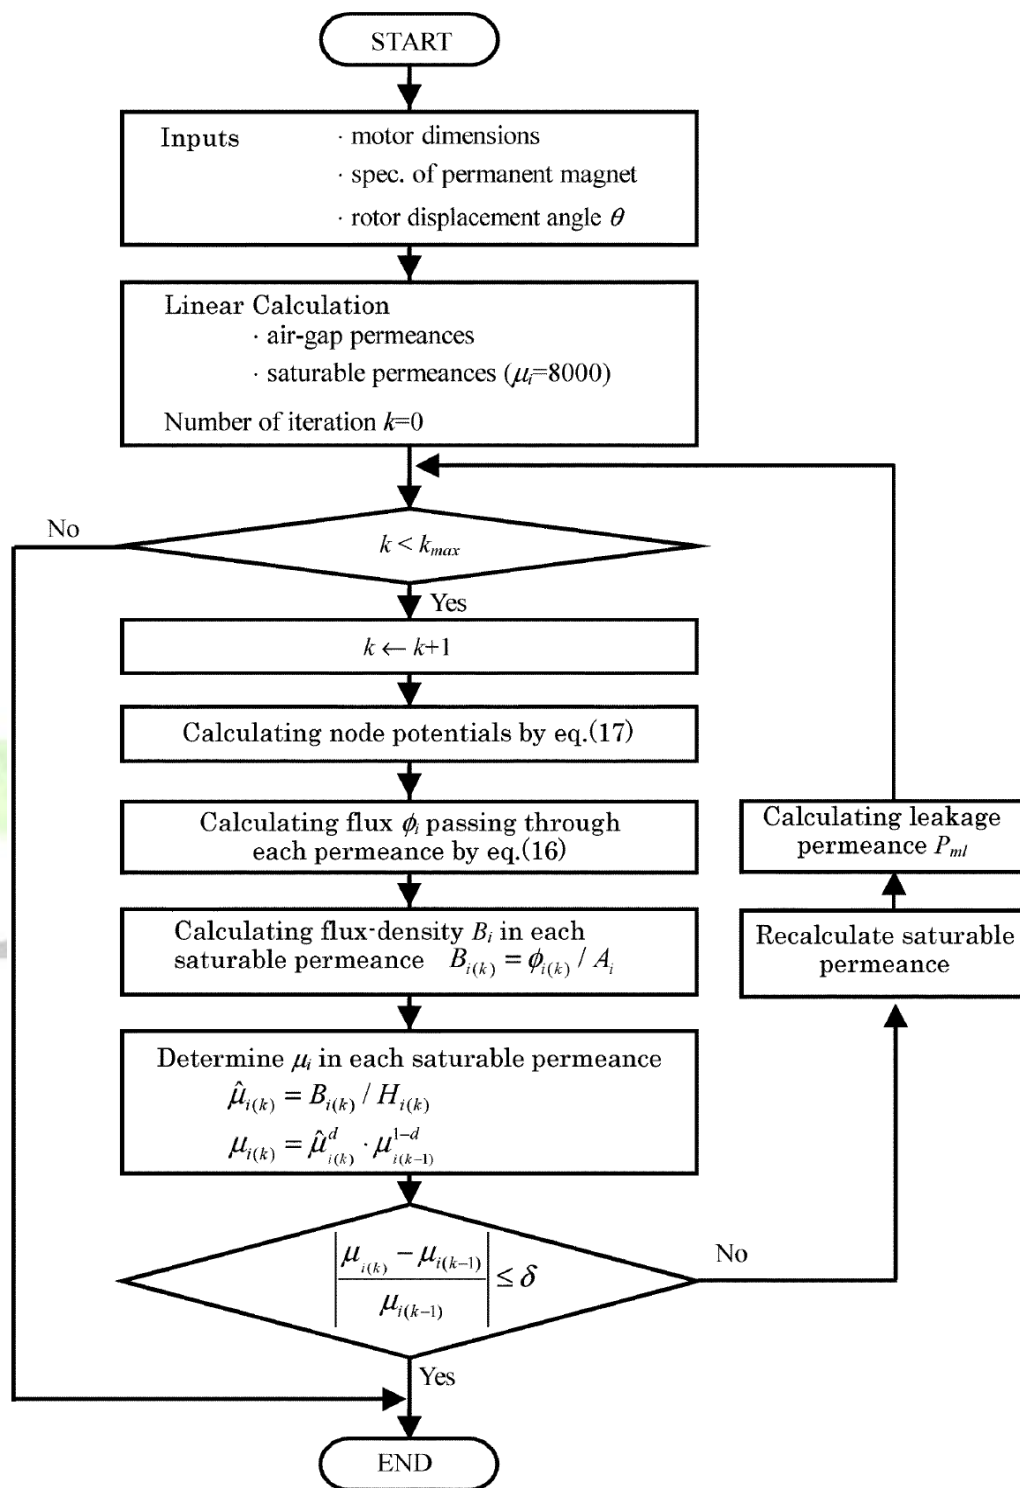 START
Inputs · motor dimensions
· spec. of permanent magnet
· rotor displacement angle θ
Linear Calculation
· air-gap permeances
· saturable permeances (μi=8000)
Number of iteration k=0
No
k < kmax
Yes
k ← k+1
Calculating node potentials by eq.(17)
Calculating flux ϕi passing through
each permeance by eq.(16)
Calculating flux-density Bi in each
saturable permeance Bi(k) = ϕi(k) / Ai
Determine μi in each saturable permeance
μ̂i(k) = Bi(k) / Hi(k)
μi(k) = μ̂i(k)^d · μi(k−1)^1−d
|(μi(k) − μi(k−1)) / μi(k−1)| ≤ δ
No
Yes
Recalculate saturable
permeance
Calculating leakage
permeance Pml
END